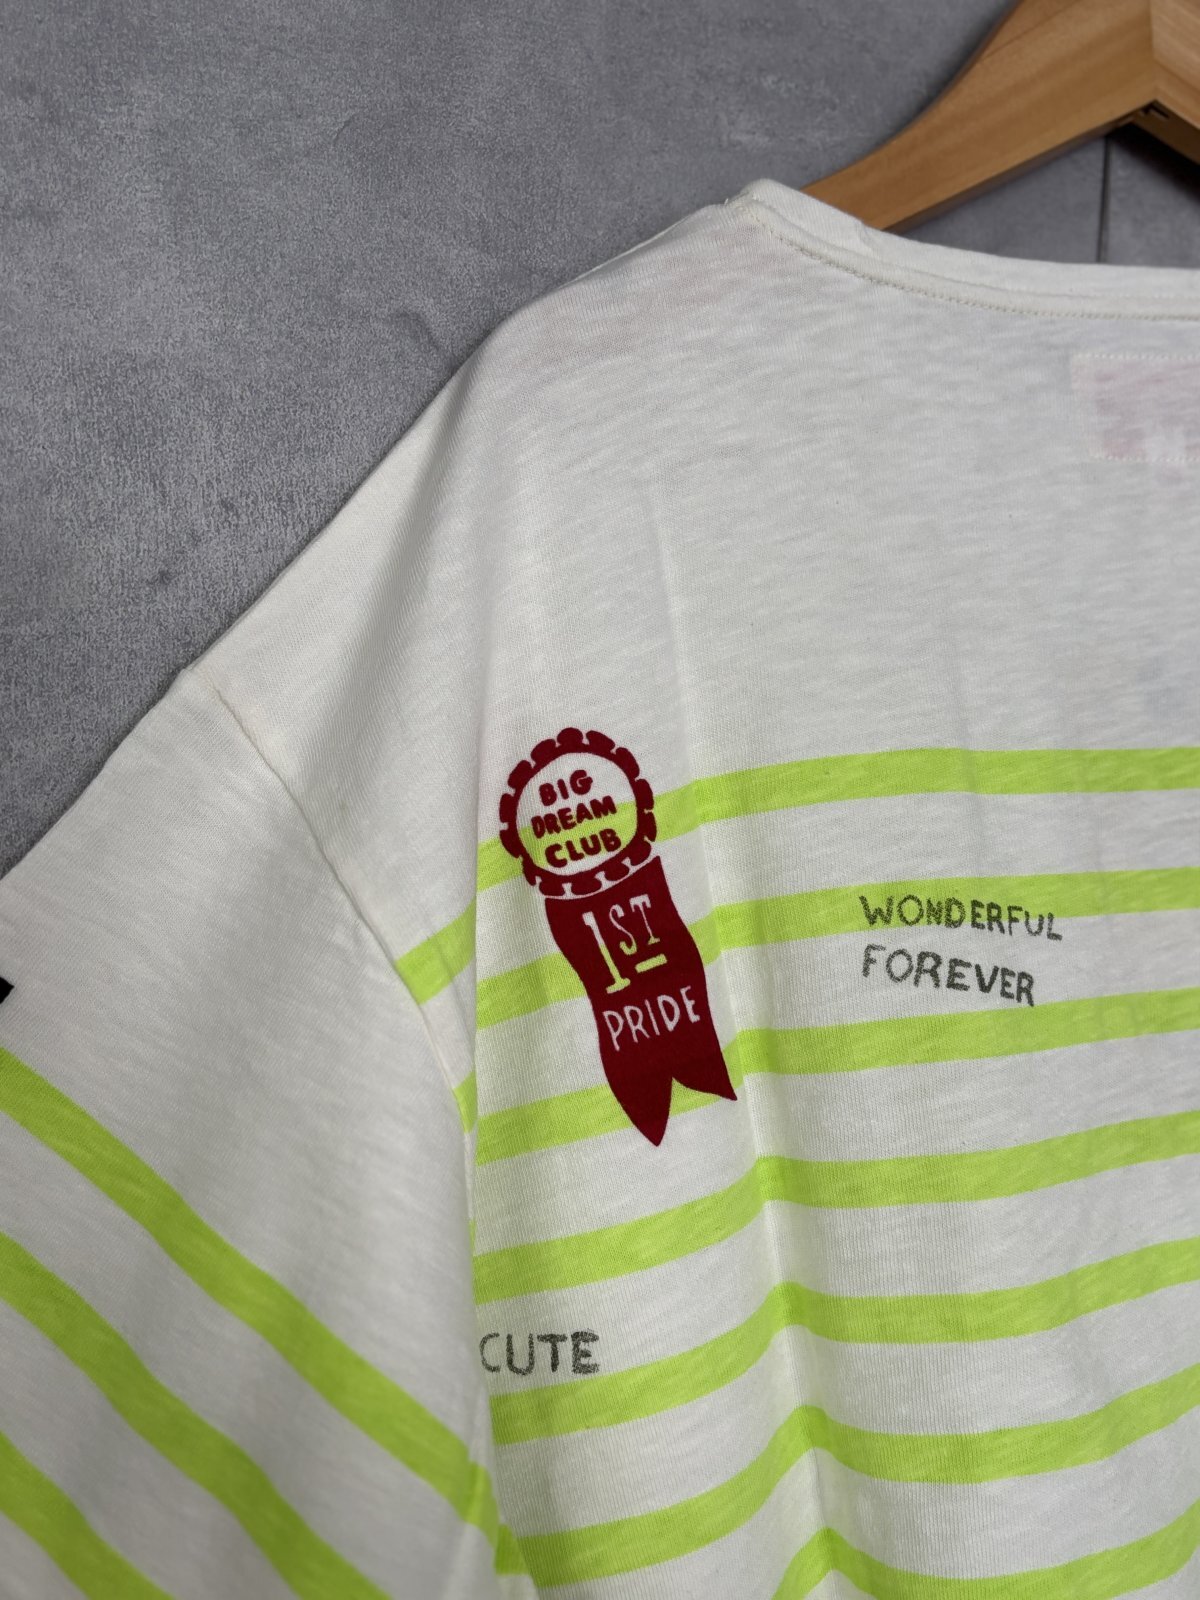 BIG
DREAM
CLUB
1ST
PRIDE
WONDERFUL
FOREVER
CUTE